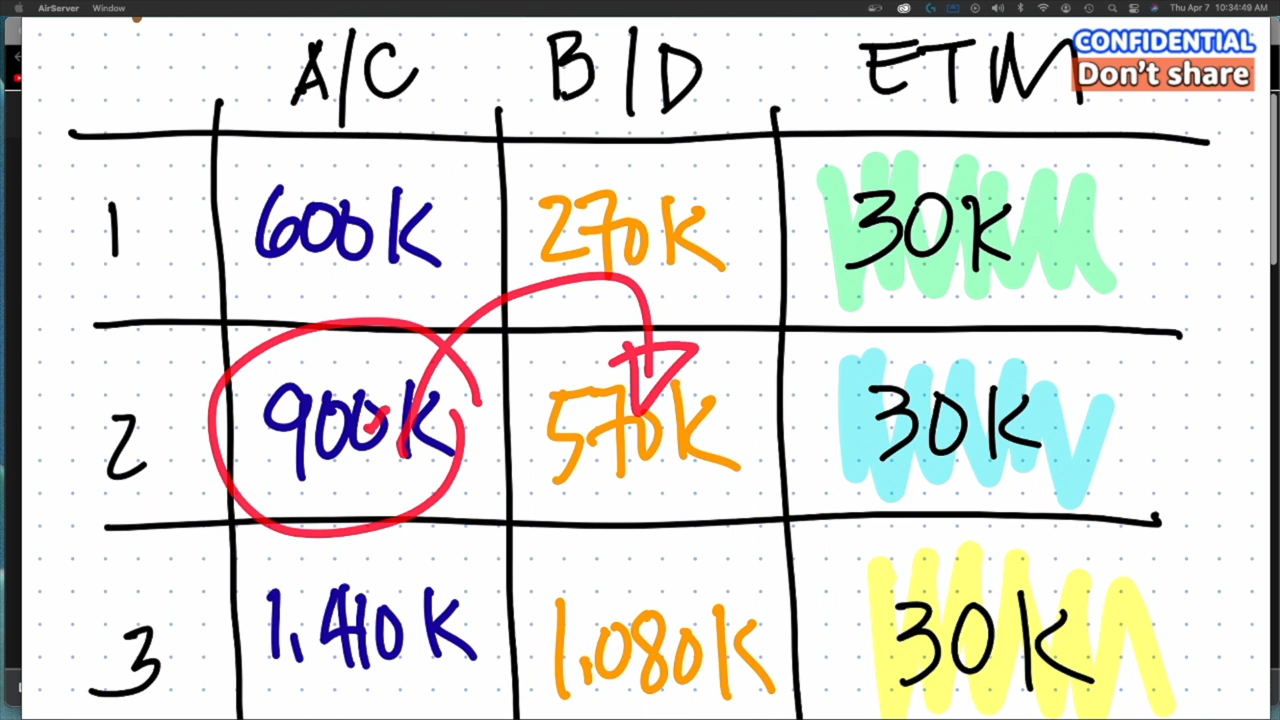 AirServer Window Thu Apr 7 10:34:49 AM
CONFIDENTIAL
Don't share
A/C B/D ETM
1 600K 270K 30K
2 900K 570K 30K
3 1,410K 1,080K 30K